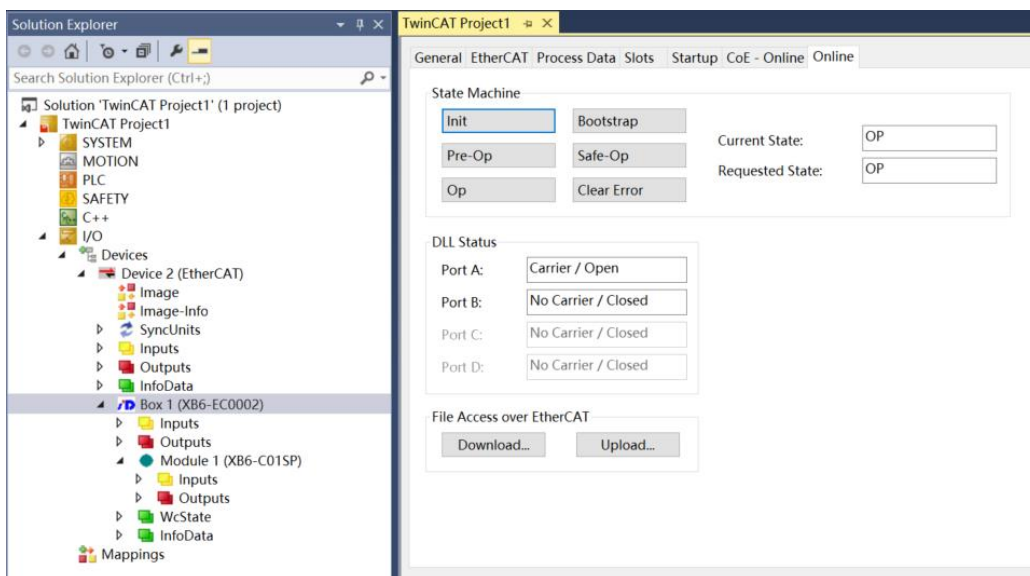 Solution Explorer
Search Solution Explorer (Ctrl+;)
Solution 'TwinCAT Project1' (1 project)
TwinCAT Project1
SYSTEM
MOTION
PLC
SAFETY
C++
I/O
Devices
Device 2 (EtherCAT)
Image
Image-Info
SyncUnits
Inputs
Outputs
InfoData
Box 1 (XB6-EC0002)
Inputs
Outputs
Module 1 (XB6-C01SP)
Inputs
Outputs
WcState
InfoData
Mappings
TwinCAT Project1
General EtherCAT Process Data Slots Startup CoE - Online Online
State Machine
Init Bootstrap
Pre-Op Safe-Op
Op Clear Error
Current State: OP
Requested State: OP
DLL Status
Port A: Carrier / Open
Port B: No Carrier / Closed
Port C: No Carrier / Closed
Port D: No Carrier / Closed
File Access over EtherCAT
Download... Upload...